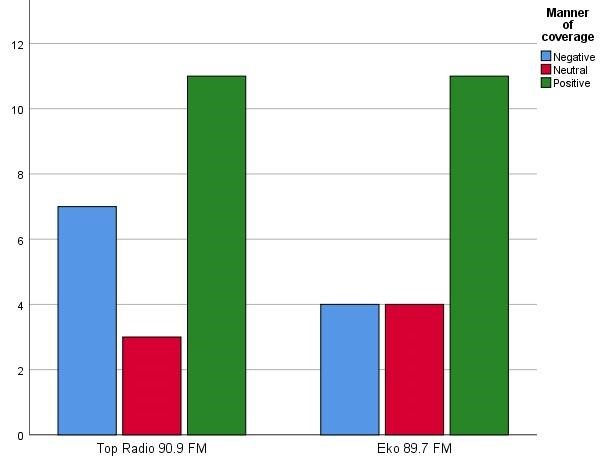 Manner
of
coverage
Negative
Neutral
Positive
12
10
8
6
4
2
0
Top Radio 90.9 FM
Eko 89.7 FM